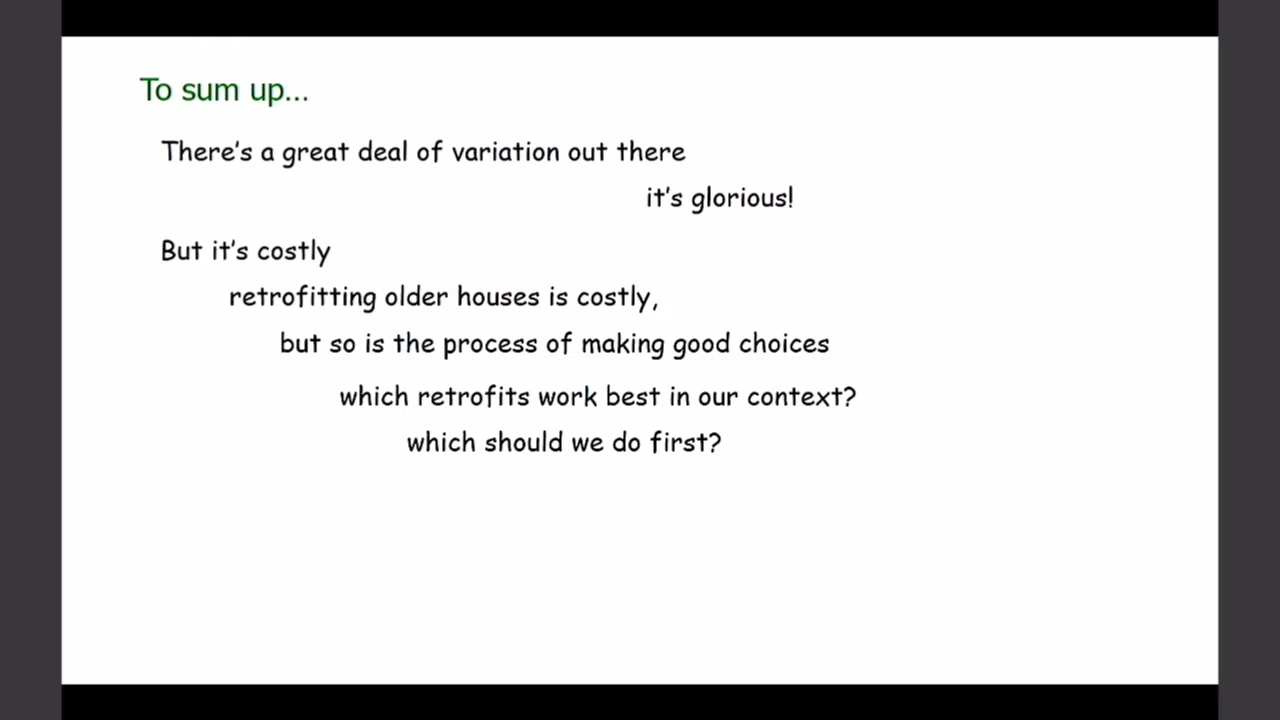 To sum up...
There's a great deal of variation out there
it's glorious!
But it's costly
retrofitting older houses is costly,
but so is the process of making good choices
which retrofits work best in our context?
which should we do first?